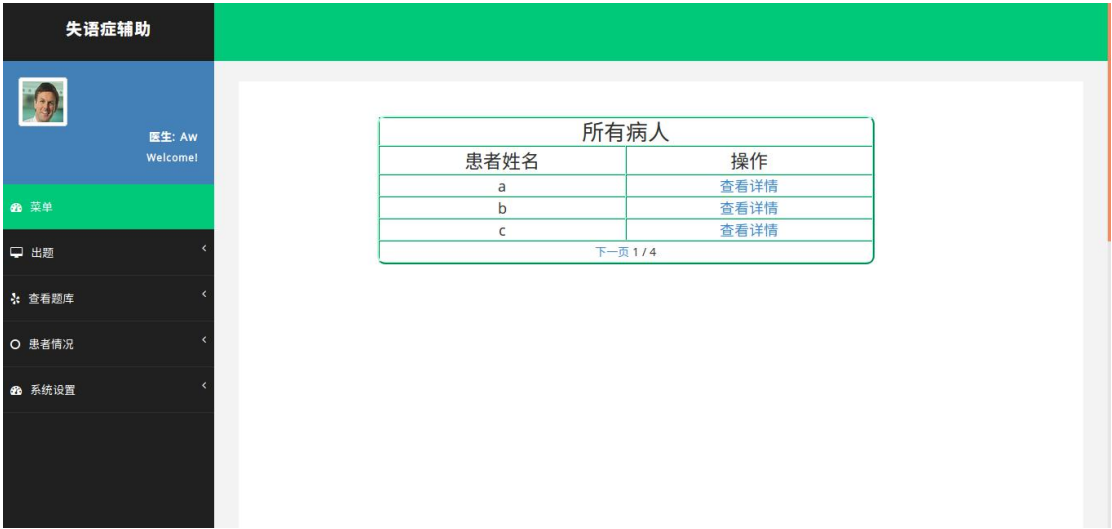 失语症辅助
医生: Aw
Welcome!
菜单
出题
查看题库
患者情况
系统设置
所有病人
患者姓名 操作
a 查看详情
b 查看详情
c 查看详情
下一页 1 / 4